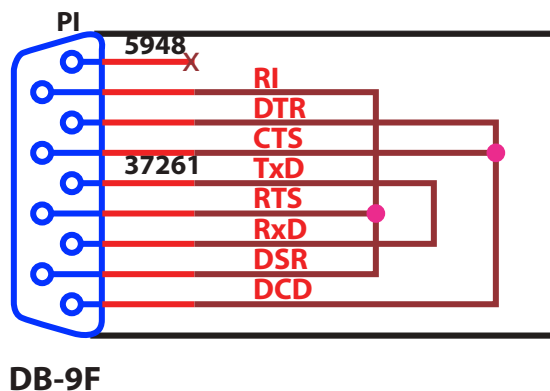 PI
5948
X
RI
DTR
CTS
37261
TxD
RTS
RxD
DSR
DCD
DB-9F